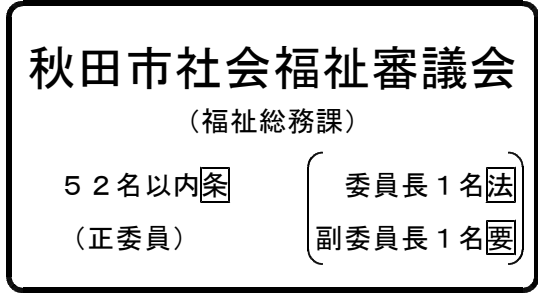 秋田市社会福祉審議会
（福祉総務課）
５２名以内条 委員長１名法
（正委員） 副委員長１名要